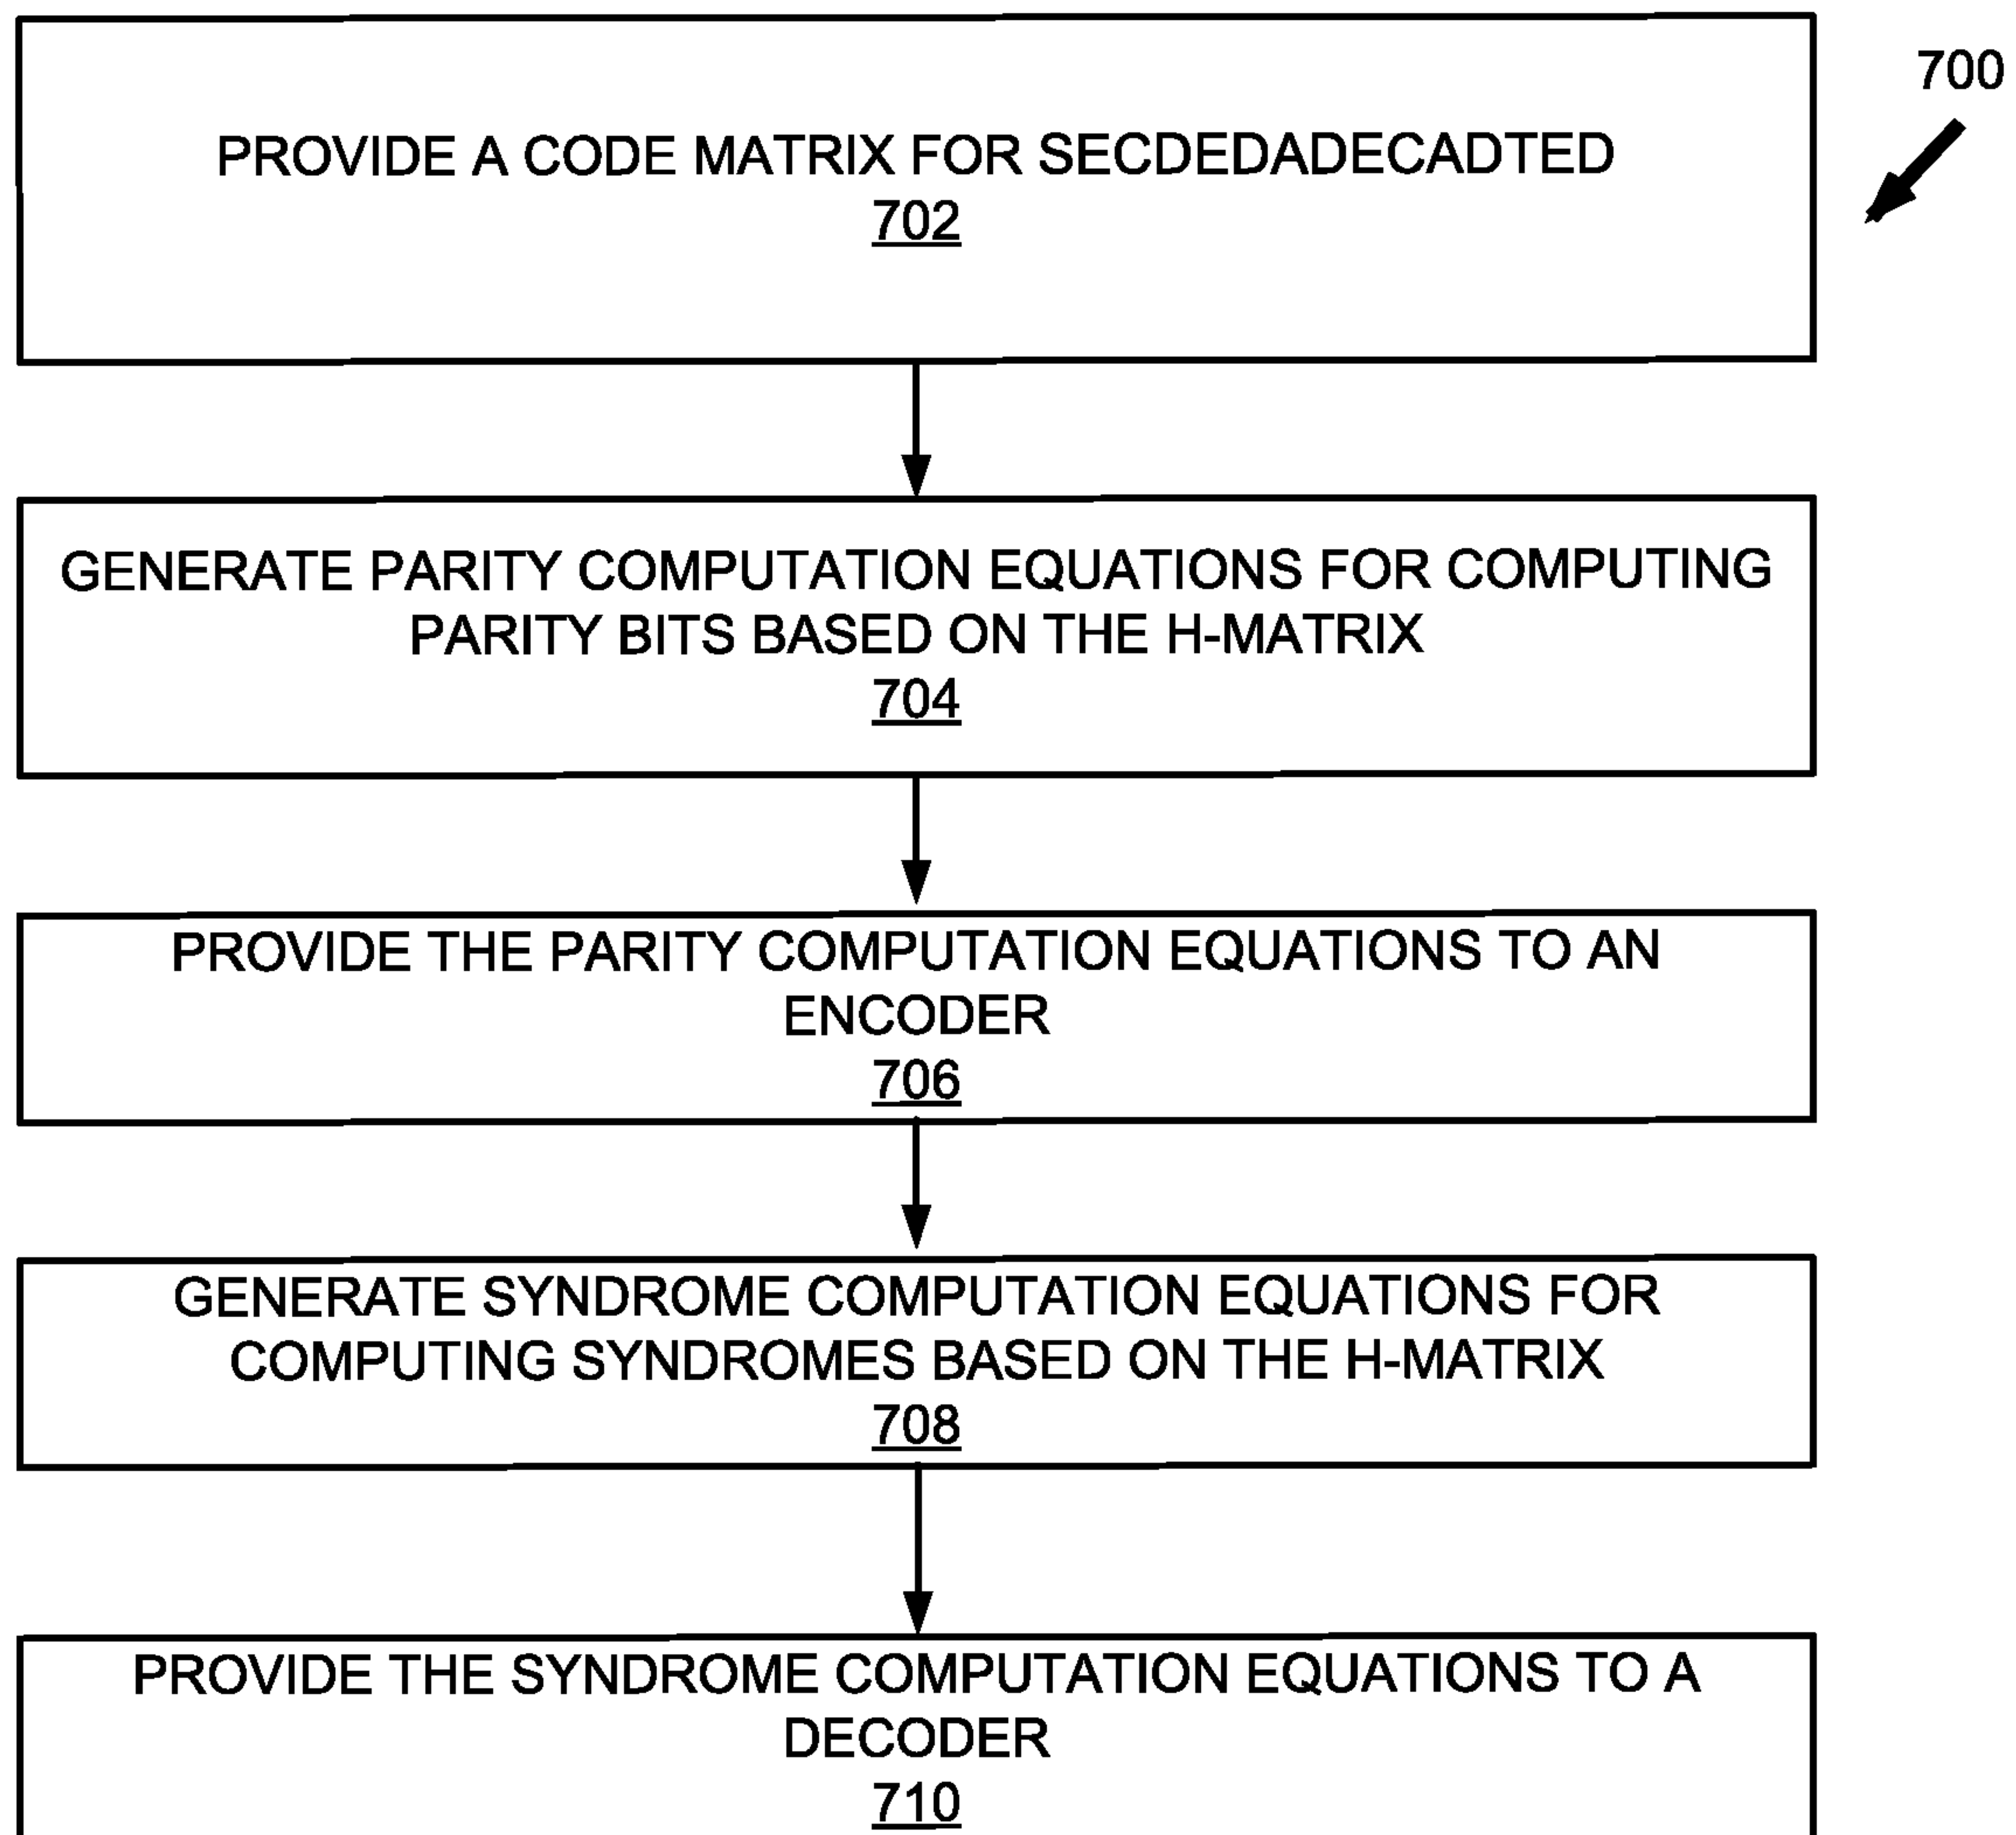 700
PROVIDE A CODE MATRIX FOR SECDEDADECADTED
702
GENERATE PARITY COMPUTATION EQUATIONS FOR COMPUTING
PARITY BITS BASED ON THE H-MATRIX
704
PROVIDE THE PARITY COMPUTATION EQUATIONS TO AN
ENCODER
706
GENERATE SYNDROME COMPUTATION EQUATIONS FOR
COMPUTING SYNDROMES BASED ON THE H-MATRIX
708
PROVIDE THE SYNDROME COMPUTATION EQUATIONS TO A
DECODER
710